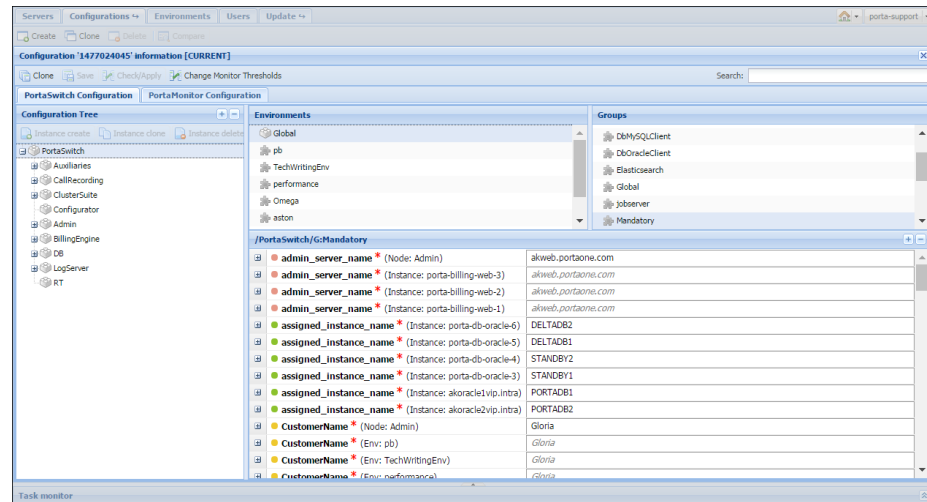 Servers Configurations ↪ Environments Users Update ↪ porta-support
Create Clone Delete Compare
Configuration '1477024045' information [CURRENT]
Clone Save Check/Apply Change Monitor Thresholds Search:
PortaSwitch Configuration PortaMonitor Configuration
Configuration Tree
Instance create Instance clone Instance delete
PortaSwitch
Auxiliaries
CallRecording
ClusterSuite
Configurator
Admin
BillingEngine
DB
LogServer
RT
Environments
Global
pb
TechWritingEnv
performance
Omega
aston
Groups
DbMySQLClient
DbOracleClient
Elasticsearch
Global
jobserver
Mandatory
/PortaSwitch/G:Mandatory
admin_server_name * (Node: Admin) akweb.portaone.com
admin_server_name * (Instance: porta-billing-web-3) akweb.portaone.com
admin_server_name * (Instance: porta-billing-web-2) akweb.portaone.com
admin_server_name * (Instance: porta-billing-web-1) akweb.portaone.com
assigned_instance_name * (Instance: porta-db-oracle-6) DELTADB2
assigned_instance_name * (Instance: porta-db-oracle-5) DELTADB1
assigned_instance_name * (Instance: porta-db-oracle-4) STANDBY2
assigned_instance_name * (Instance: porta-db-oracle-3) STANDBY1
assigned_instance_name * (Instance: akoracle1vip.intra) PORTADB1
assigned_instance_name * (Instance: akoracle2vip.intra) PORTADB2
CustomerName * (Node: Admin) Gloria
CustomerName * (Env: pb) Gloria
CustomerName * (Env: TechWritingEnv) Gloria
CustomerName * (Env: performance) Gloria
Task monitor